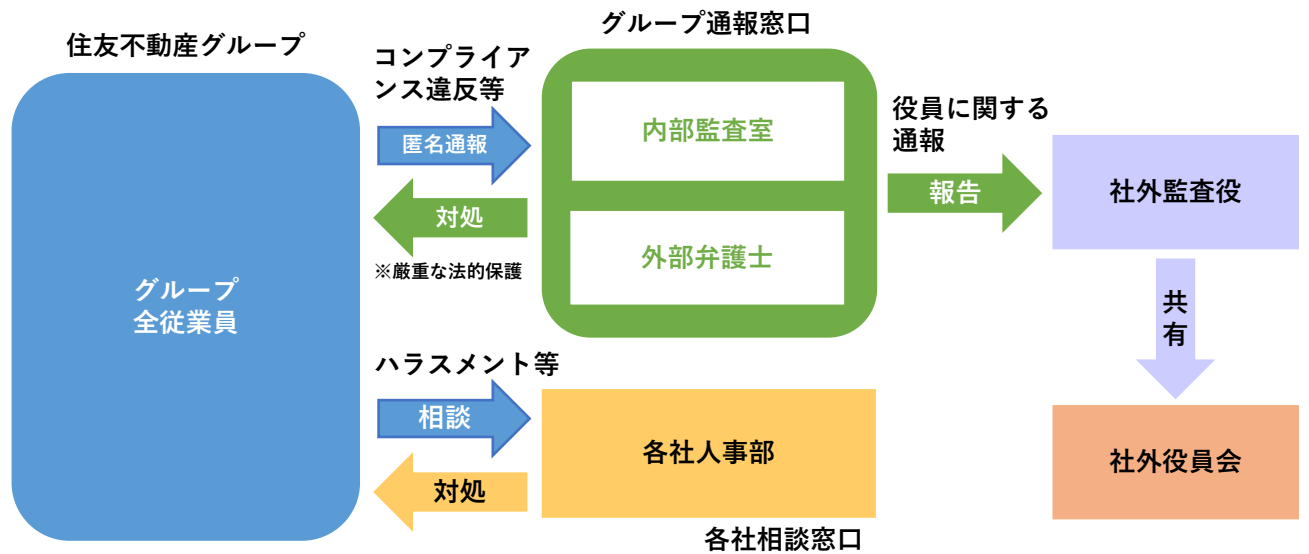 住友不動産グループ
グループ
全従業員
コンプライア
ンス違反等
匿名通報
対処
※厳重な法的保護
グループ通報窓口
内部監査室
外部弁護士
役員に関する
通報
報告
社外監査役
共
有
社外役員会
ハラスメント等
相談
対処
各社人事部
各社相談窓口